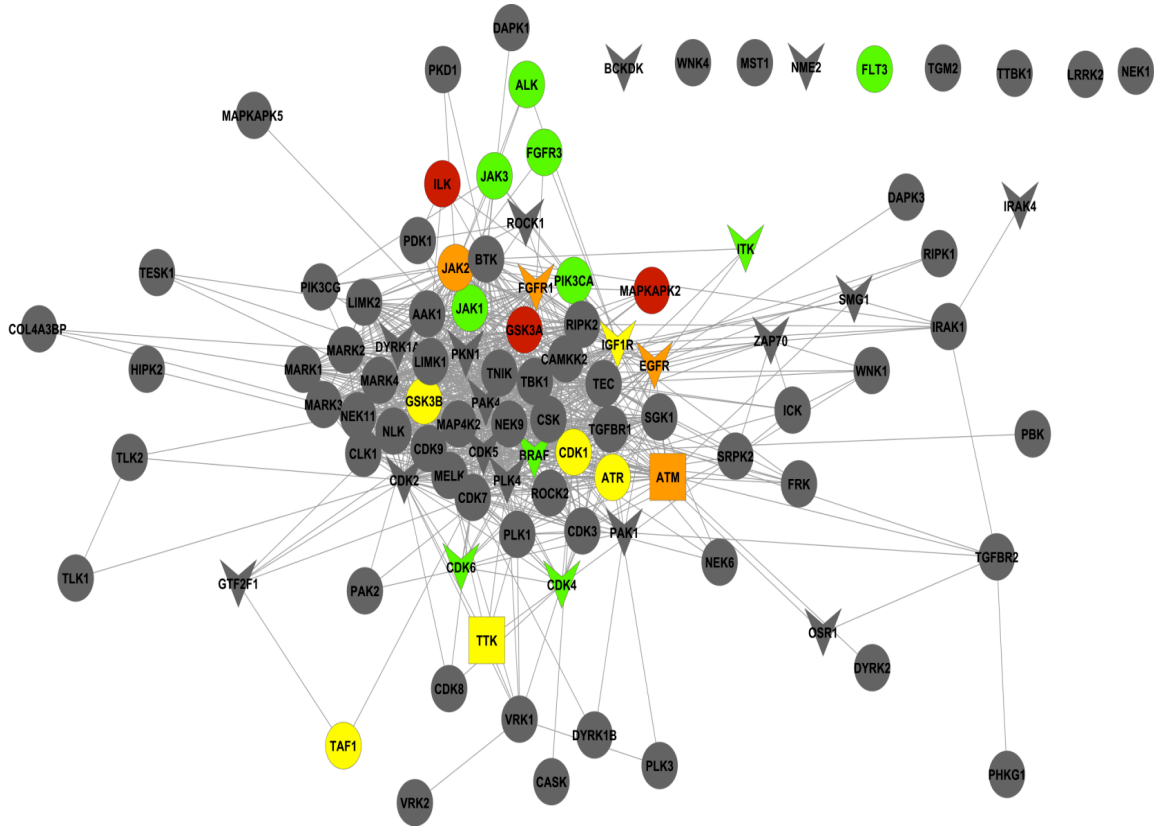 DAPK1
PKD1
BCKDK
WNK4
MST1
NME2
FLT3
TGM2
TTBK1
LRRK2
NEK1
ALK
MAPKAPK5
FGFR3
JAK3
ILK
DAPK3
IRAK4
ROCK1
PDK1
ITK
BTK
RIPK1
JAK2
TESK1
PIK3CG
PIK3CA
FGFR1
MAPKAPK2
SMG1
LIMK2
JAK1
AAK1
COL4A3BP
GSK3A
RIPK2
IRAK1
DYRK1A
IGF1R
ZAP70
MARK2
PKN1
CAMKK2
LIMK1
EGFR
HIPK2
MARK1
WNK1
MARK4
TNIK
TBK1
TEC
GSK3B
PAK4
MARK3
ICK
NEK11
SGK1
CSK
MAP4K2
NEK9
NLK
TGFBR1
PBK
CDK9
CLK1
CDK5
BRAF
CDK1
TLK2
SRPK2
MELK
CDK2
PLK4
ATR
ATM
FRK
ROCK2
CDK7
PLK1
CDK3
PAK1
TGFBR2
NEK6
CDK6
TLK1
GTF2F1
CDK4
PAK2
OSR1
TTK
DYRK2
CDK8
VRK1
DYRK1B
TAF1
PLK3
PHKG1
CASK
VRK2